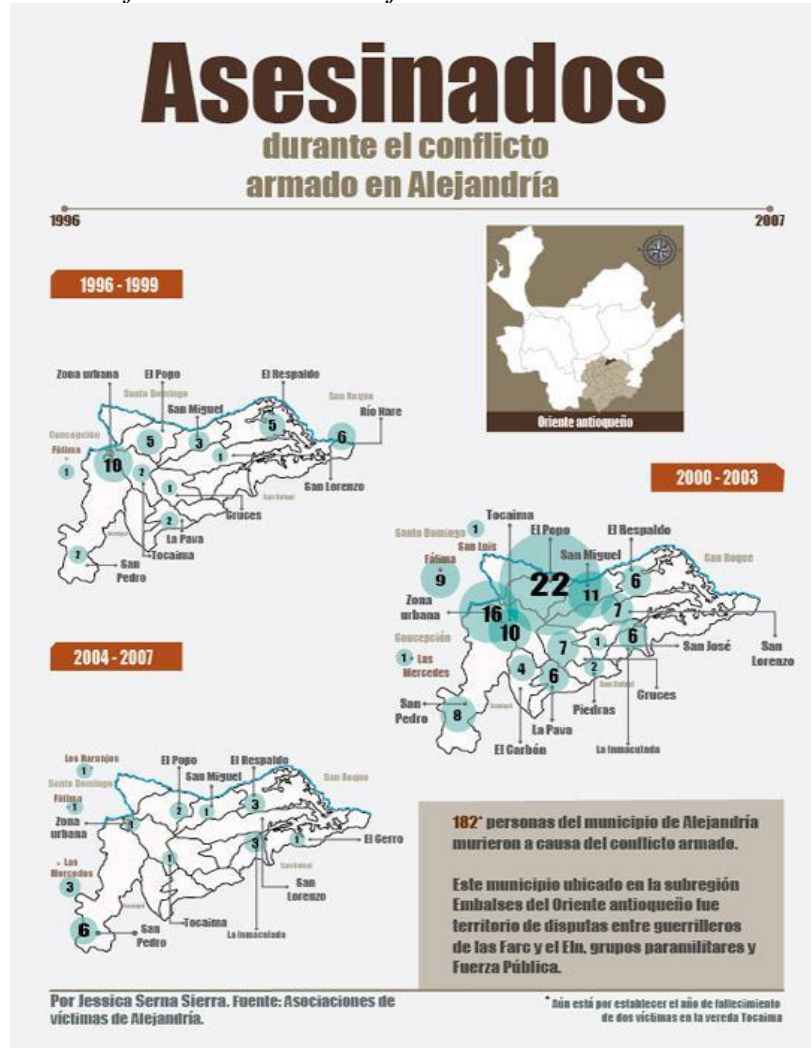 Asesinados
durante el conflicto
armado en Alejandría
1996
2007
1996 - 1999
Oriente antioqueño
Zona urbana
El Popo
El Respaldo
Santo Domingo
San Miguel
San Roque
Río Nare
Concepción
Fátima
1
10
5
3
5
6
2
1
1
2
2
San Lorenzo
San Rafael
Gruces
La Pava
Tocaima
San
Pedro
2000 - 2003
Tocaima
Santo Domingo
1
El Popo
El Respaldo
San Luis
San Miguel
San Roque
Fátima
9
22
11
6
Zona
urbana
16
10
7
7
6
1
San José
San
Lorenzo
Concepción
1
Las
Mercedes
4
6
2
San Rafael
Gruces
San
Pedro
8
Piedras
La Pava
El Carbón
La Inmaculada
2004 - 2007
Los Naranjos
1
El Popo
El Respaldo
Santo Domingo
San Miguel
San Roque
Fátima
1
Zona
urbana
1
2
1
3
3
1
El Cerro
1
Las
Mercedes
3
San Rafael
San
Lorenzo
6
San
Pedro
Tocaima
La Inmaculada
182* personas del municipio de Alejandría
murieron a causa del conflicto armado.
Este municipio ubicado en la subregión
Embalses del Oriente antioqueño fue
territorio de disputas entre guerrilleros
de las Farc y el Eln, grupos paramilitares y
Fuerza Pública.
Por Jessica Serna Sierra. Fuente: Asociaciones de
víctimas de Alejandría.
* Aún está por establecer el año de fallecimiento
de dos víctimas en la vereda Tocaima